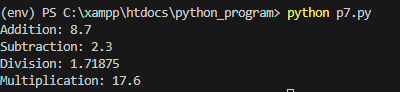 (env) PS C:\xampp\htdocs\python_program> python p7.py
Addition: 8.7
Subtraction: 2.3
Division: 1.71875
Multiplication: 17.6